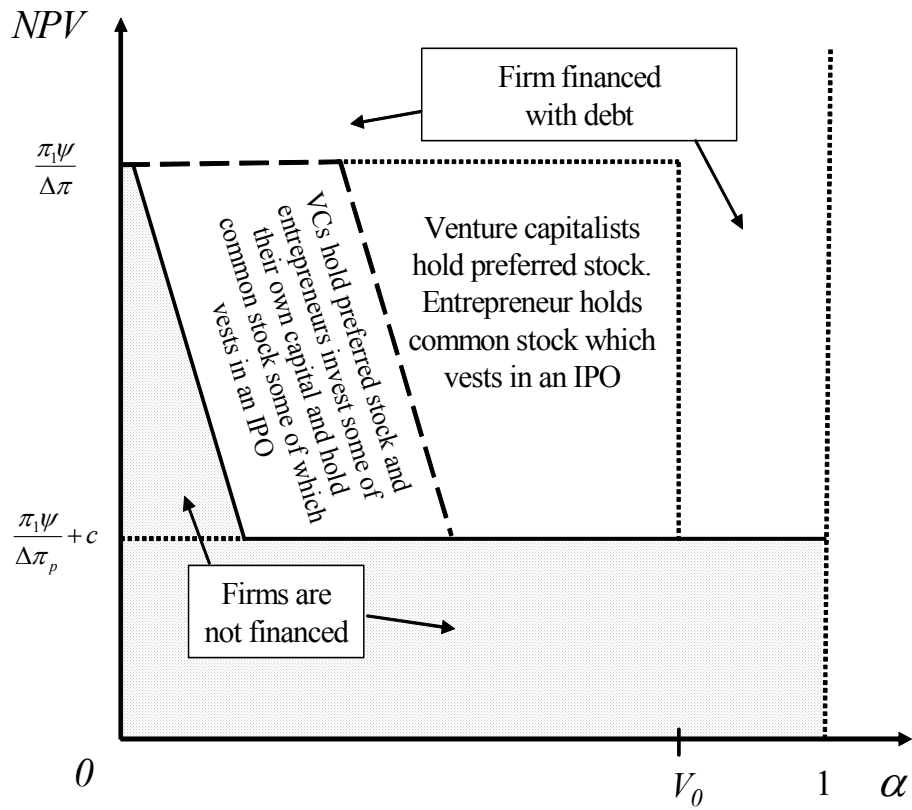 NPV
Firm financed
with debt
π₁ψ
Δπ
VCs hold preferred stock and
entrepreneurs invest some of
their own capital and hold
common stock some of which
vests in an IPO
Venture capitalists
hold preferred stock.
Entrepreneur holds
common stock which
vests in an IPO
π₁ψ
Δπₚ + c
Firms are
not financed
0
V₀
1
α